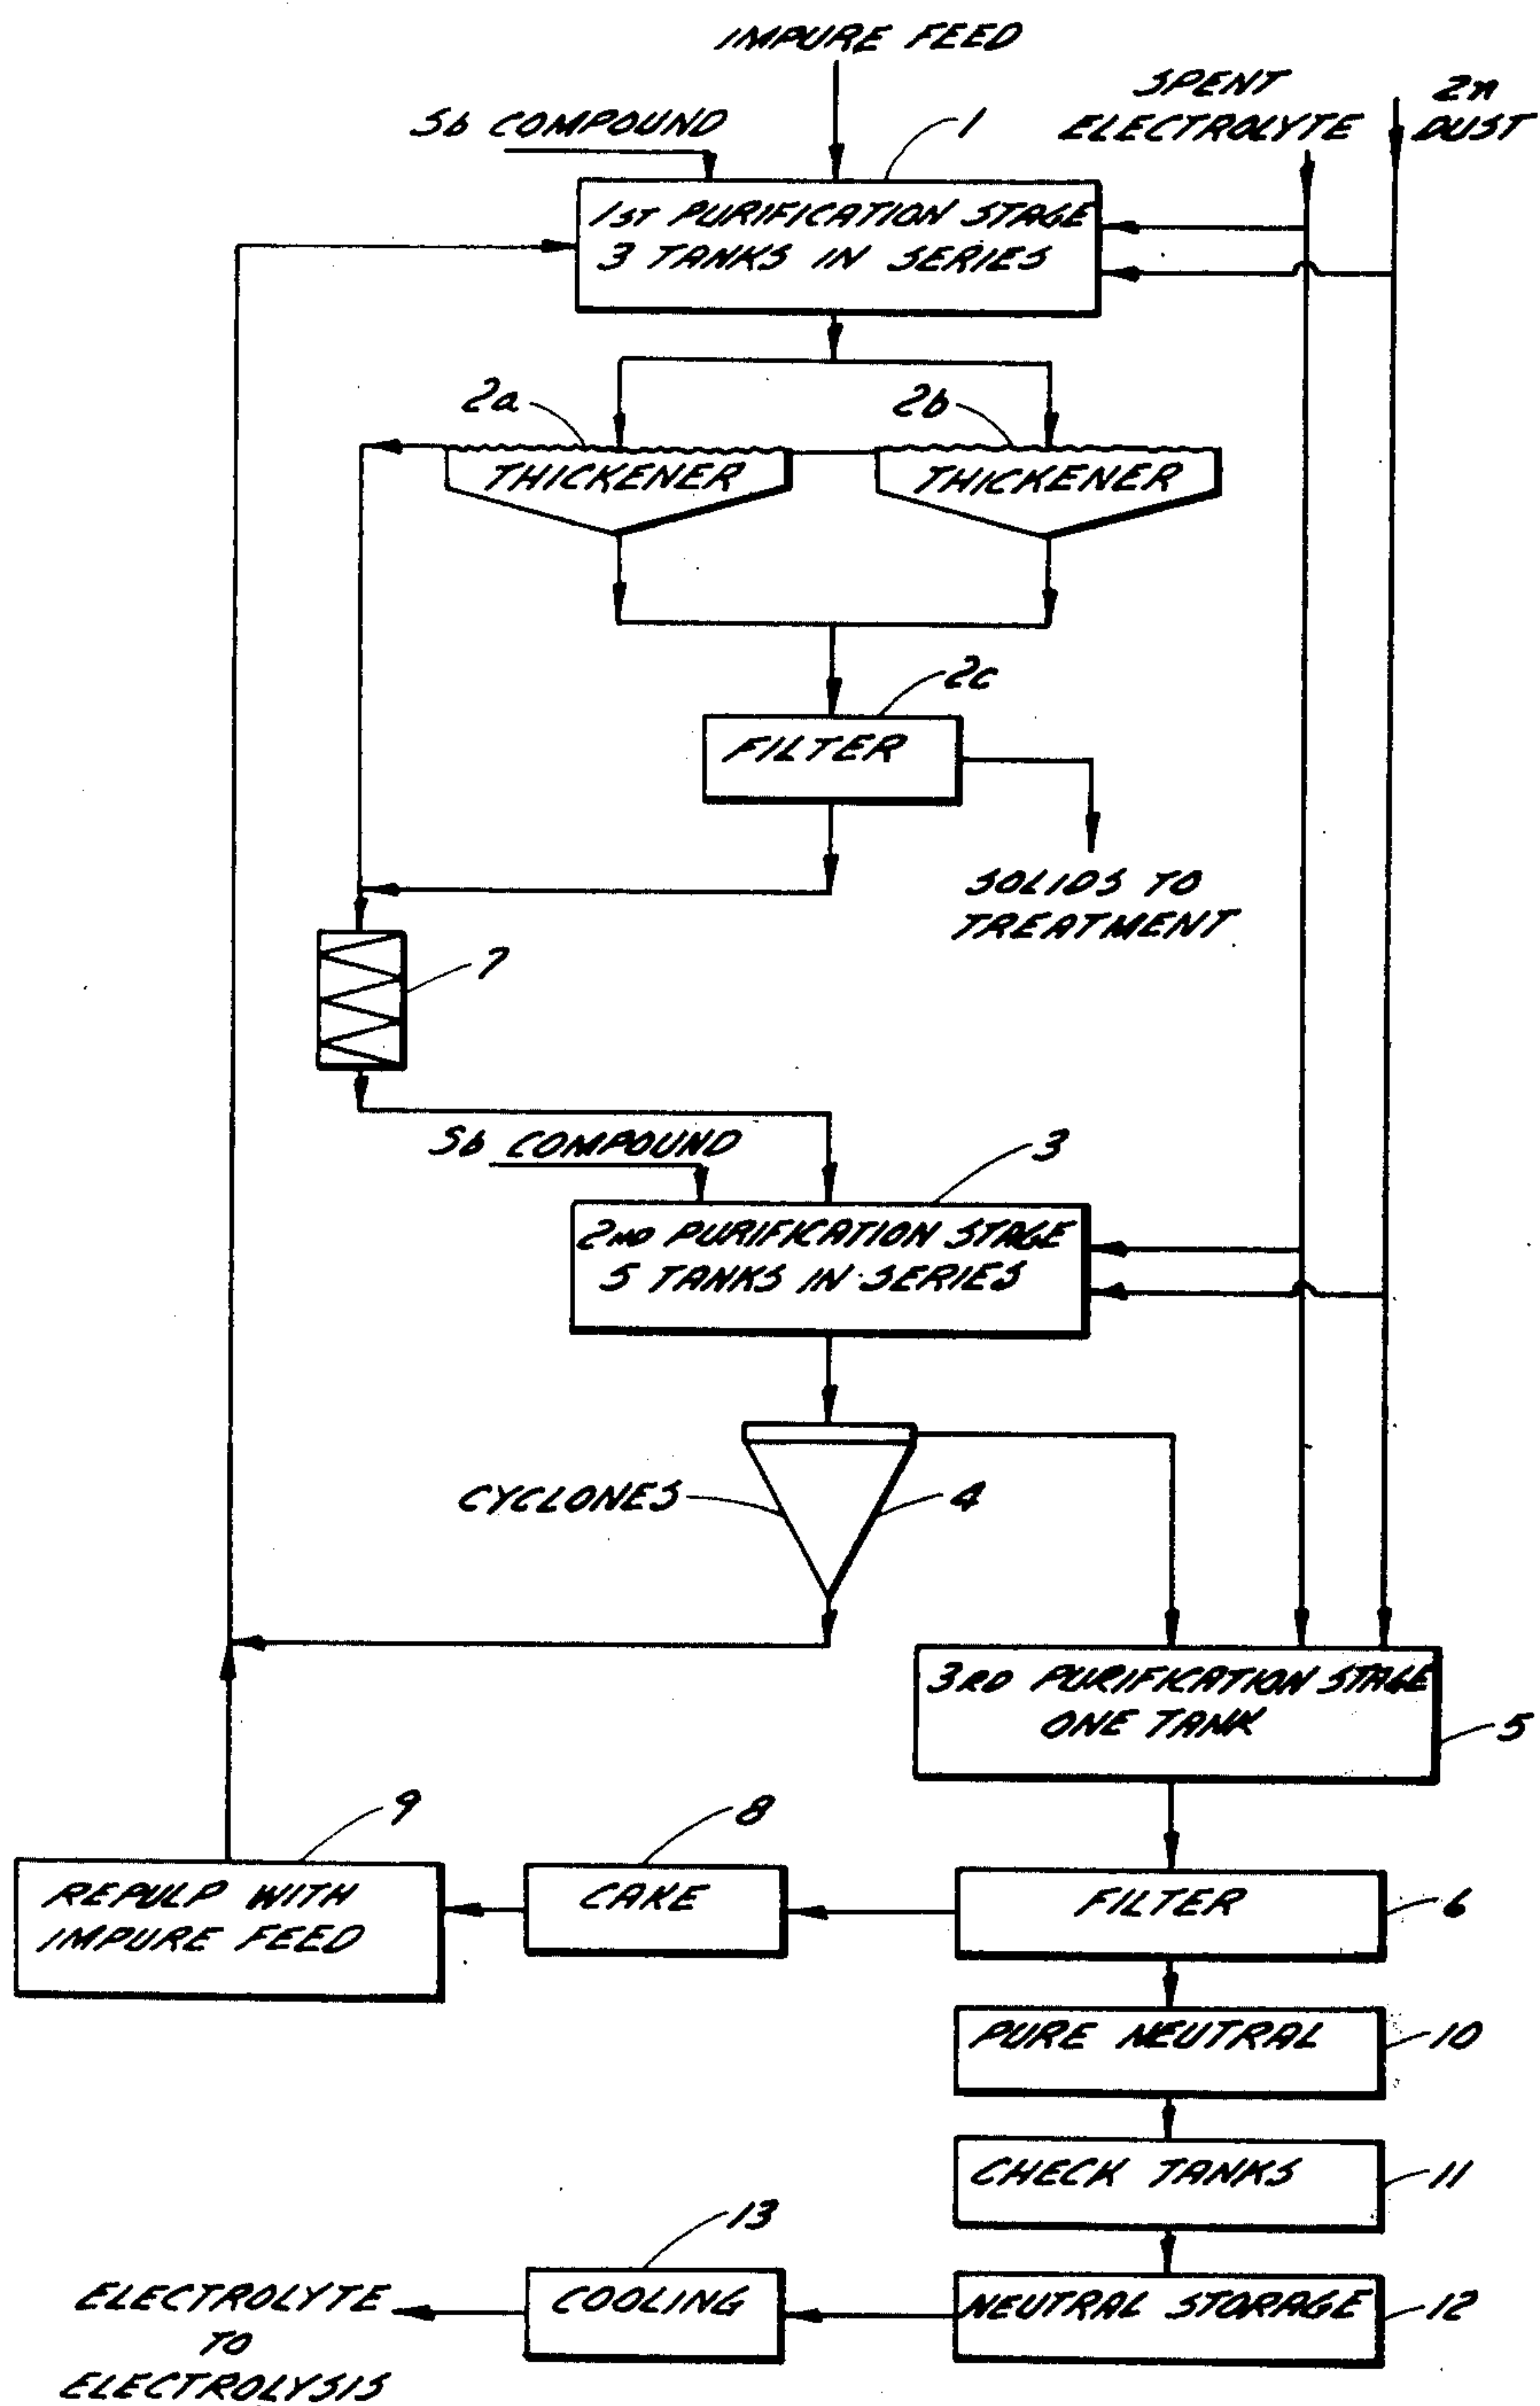 IMPURE FEED
SPENT
ELECTROLYTE
Zn
DUST
Sb COMPOUND
1
1ST PURIFICATION STAGE
3 TANKS IN SERIES
2a
2b
THICKENER
THICKENER
2c
FILTER
SOLIDS TO
TREATMENT
7
Sb COMPOUND
3
2ND PURIFICATION STAGE
5 TANKS IN SERIES
CYCLONES
4
3RD PURIFICATION STAGE
ONE TANK
5
9
8
REPULP WITH
IMPURE FEED
CAKE
FILTER
6
PURE NEUTRAL
10
CHECK TANKS
11
13
COOLING
NEUTRAL STORAGE
12
ELECTROLYTE
TO
ELECTROLYSIS